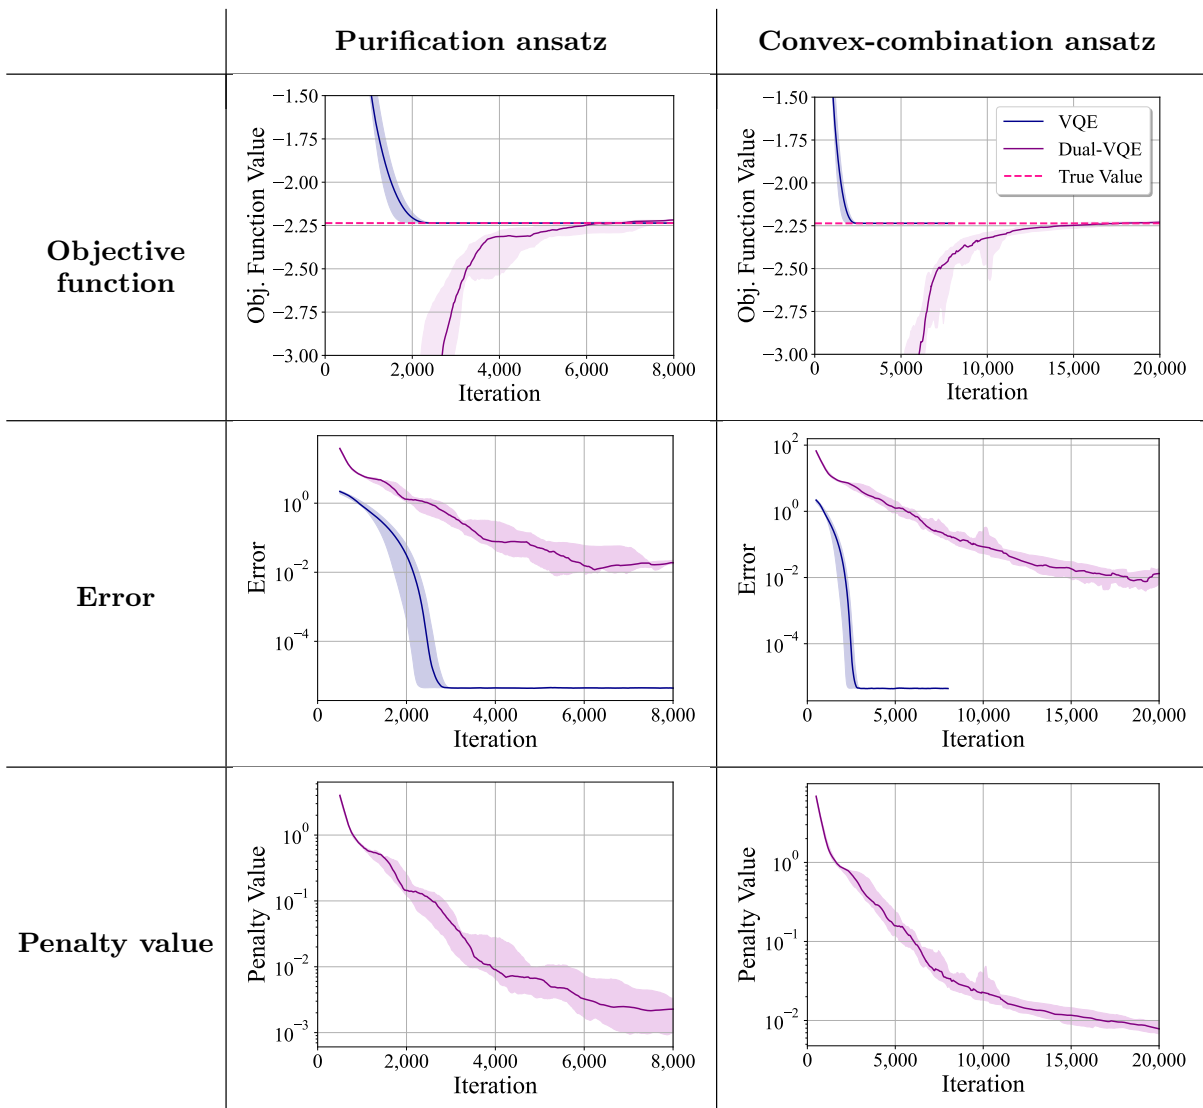 Purification ansatz
Convex-combination ansatz
Objective
function
Obj. Function Value
−1.50
−1.75
−2.00
−2.25
−2.50
−2.75
−3.00
0
2,000
4,000
6,000
8,000
Iteration
Obj. Function Value
−1.50
−1.75
−2.00
−2.25
−2.50
−2.75
−3.00
0
5,000
10,000
15,000
20,000
Iteration
VQE
Dual-VQE
True Value
Error
Error
10^0
10^−2
10^−4
0
2,000
4,000
6,000
8,000
Iteration
Error
10^2
10^0
10^−2
10^−4
0
5,000
10,000
15,000
20,000
Iteration
Penalty value
Penalty Value
10^0
10^−1
10^−2
10^−3
0
2,000
4,000
6,000
8,000
Iteration
Penalty Value
10^0
10^−1
10^−2
0
5,000
10,000
15,000
20,000
Iteration